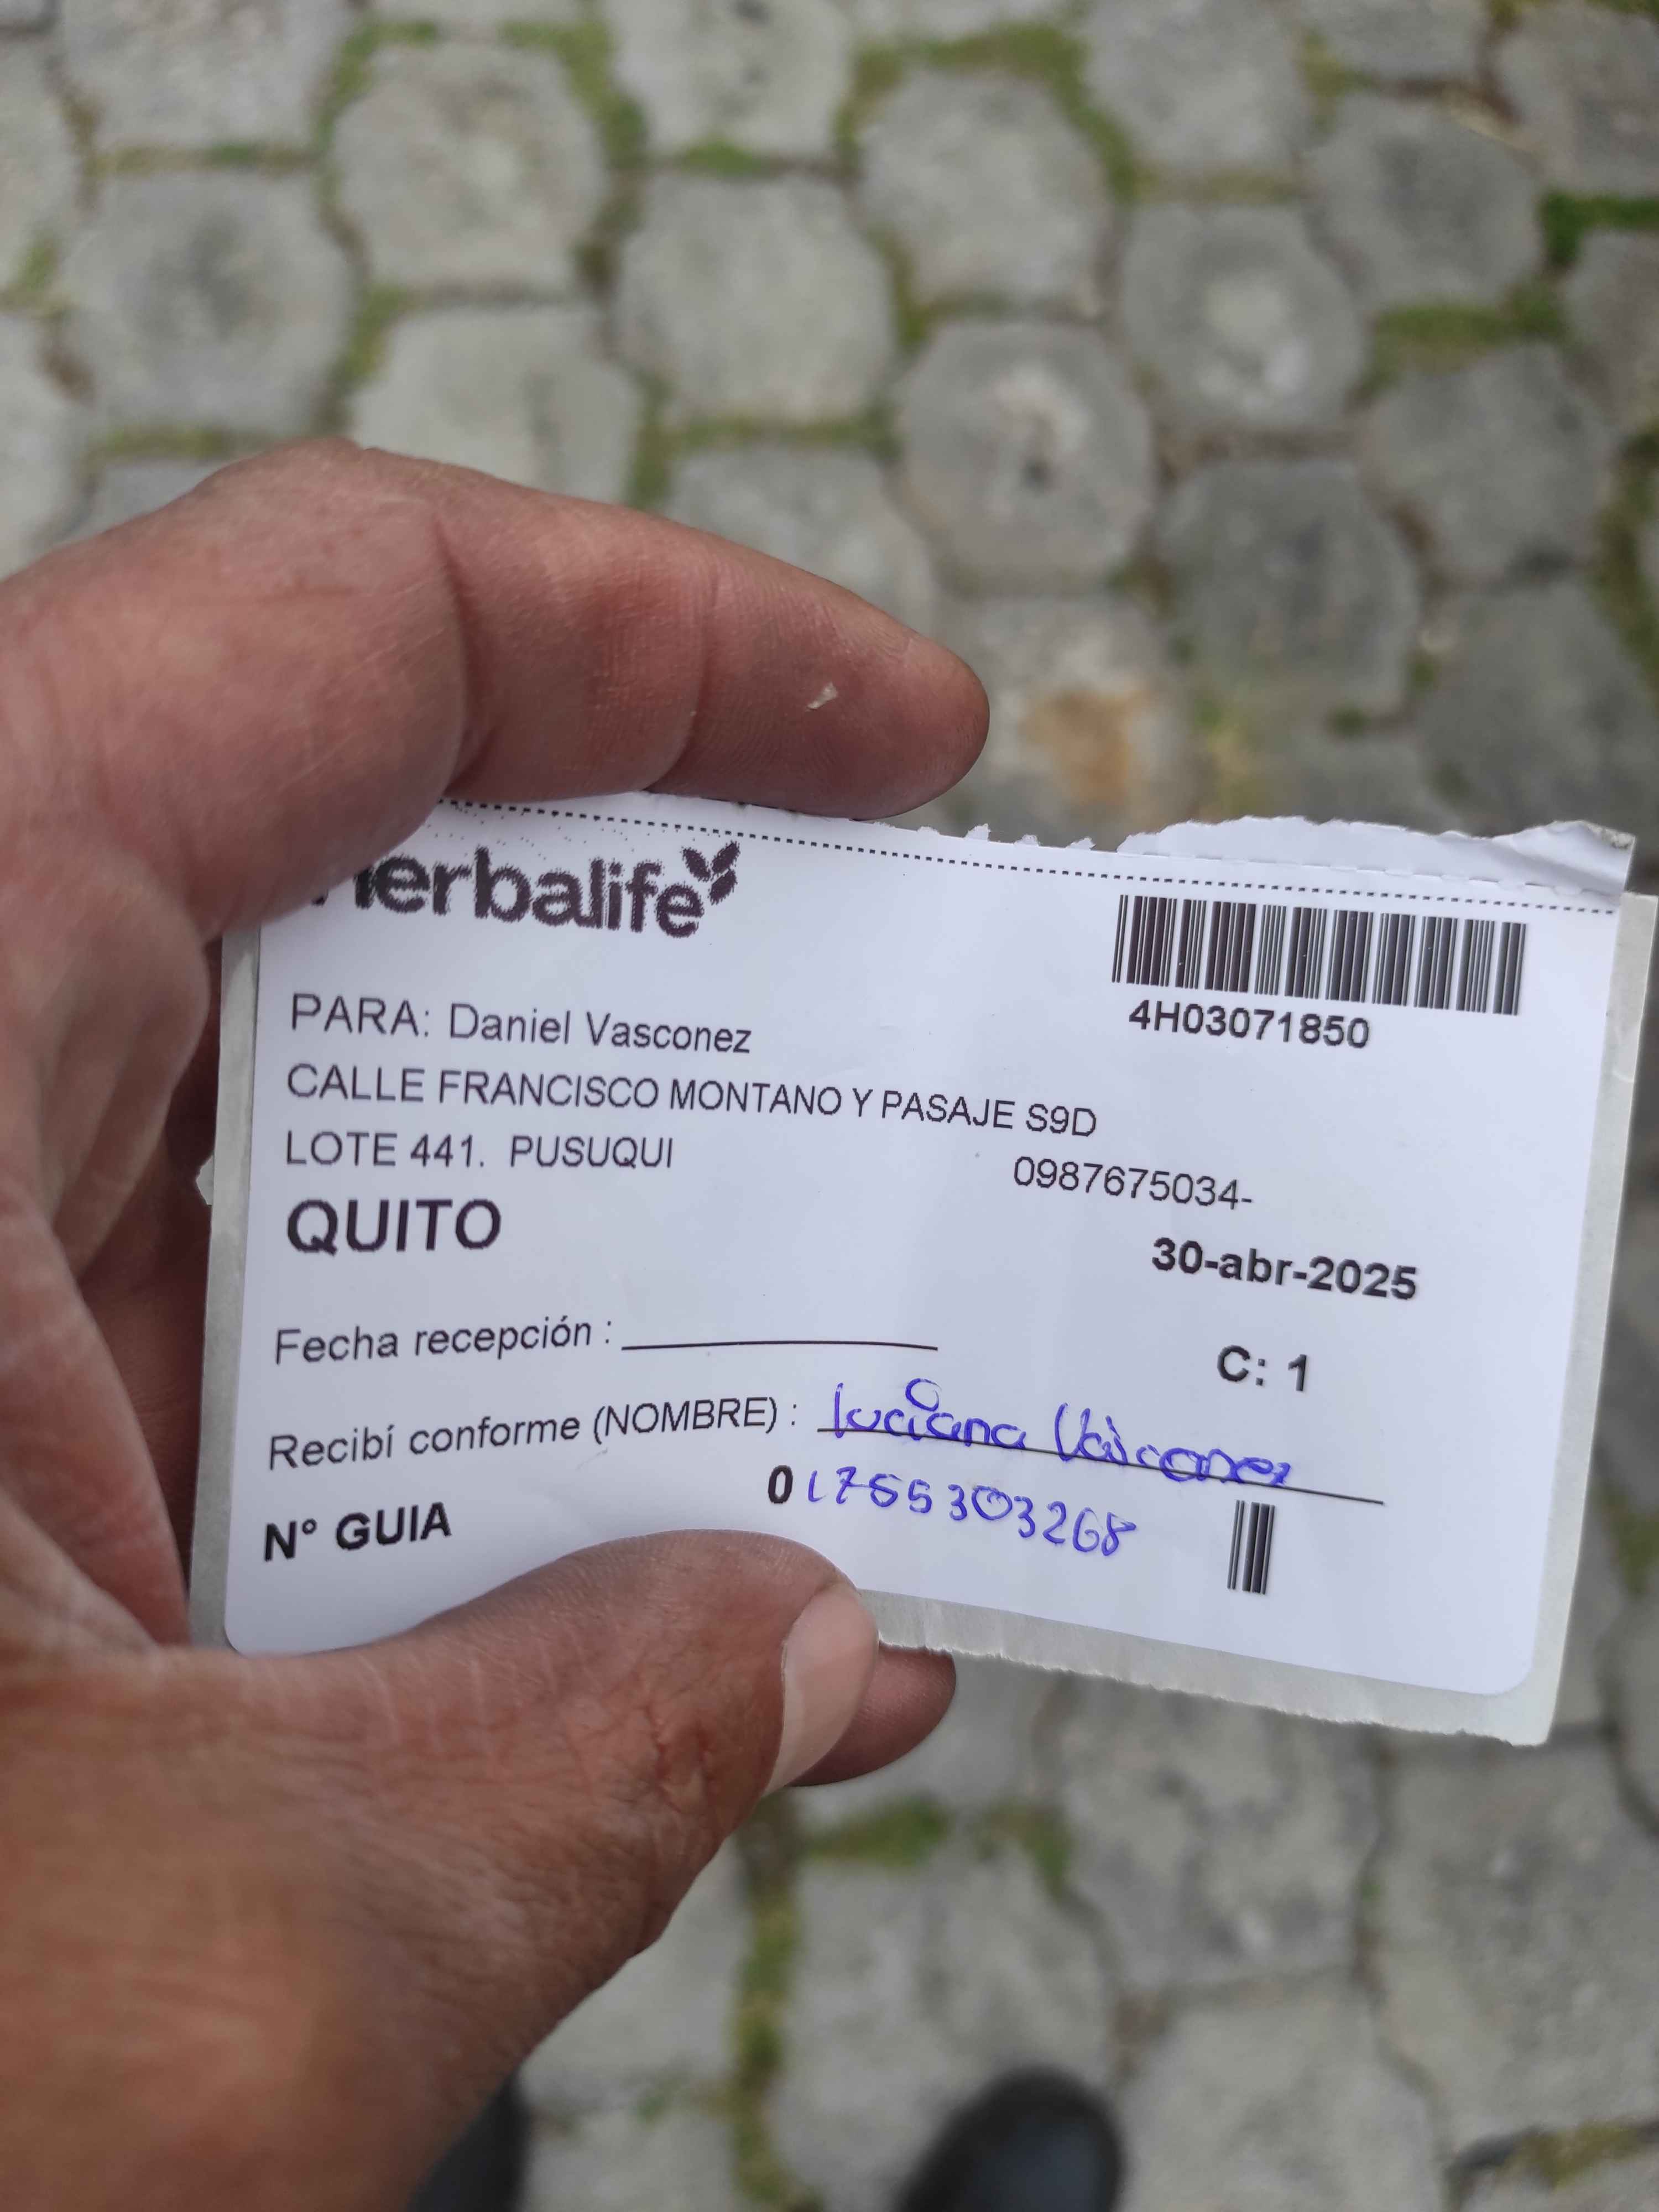 herbalife
4H03071850
PARA: Daniel Vasconez
CALLE FRANCISCO MONTANO Y PASAJE S9D
LOTE 441. PUSUQUI
0987675034-
QUITO
30-abr-2025
Fecha recepción :
C: 1
Recibí conforme (NOMBRE) : luciana Vásconez
N° GUIA 0 1755303268